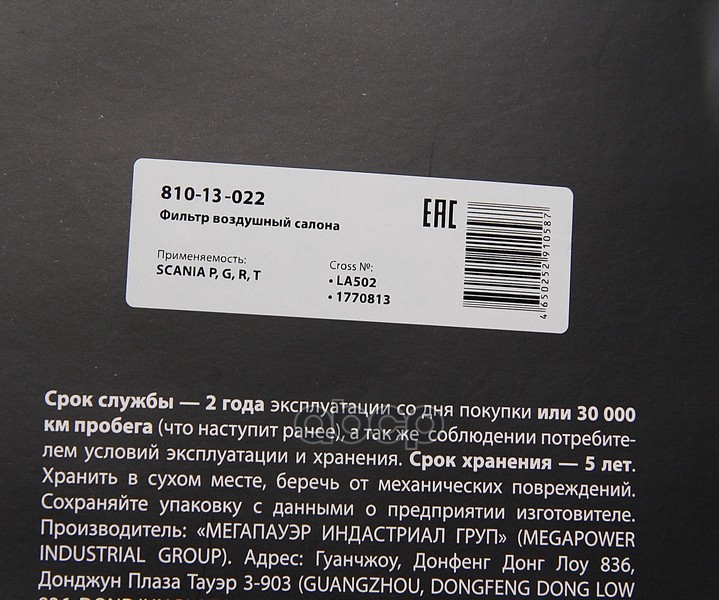 810-13-022
Фильтр воздушный салона
EAC
Применяемость:
SCANIA P, G, R, T
Cross №:
• LA502
• 1770813
4650252910587
abcp
Срок службы — 2 года эксплуатации со дня покупки или 30 000
км пробега (что наступит ранее), а так же соблюдении потребите-
лем условий эксплуатации и хранения. Срок хранения — 5 лет.
Хранить в сухом месте, беречь от механических повреждений.
Сохраняйте упаковку с данными о предприятии изготовителе.
Производитель: «МЕГАПАУЭР ИНДАСТРИАЛ ГРУП» (MEGAPOWER
INDUSTRIAL GROUP). Адрес: Гуанчжоу, Донфенг Донг Лоу 836,
Донджун Плаза Тауэр 3-903 (GUANGZHOU, DONGFENG DONG LOW